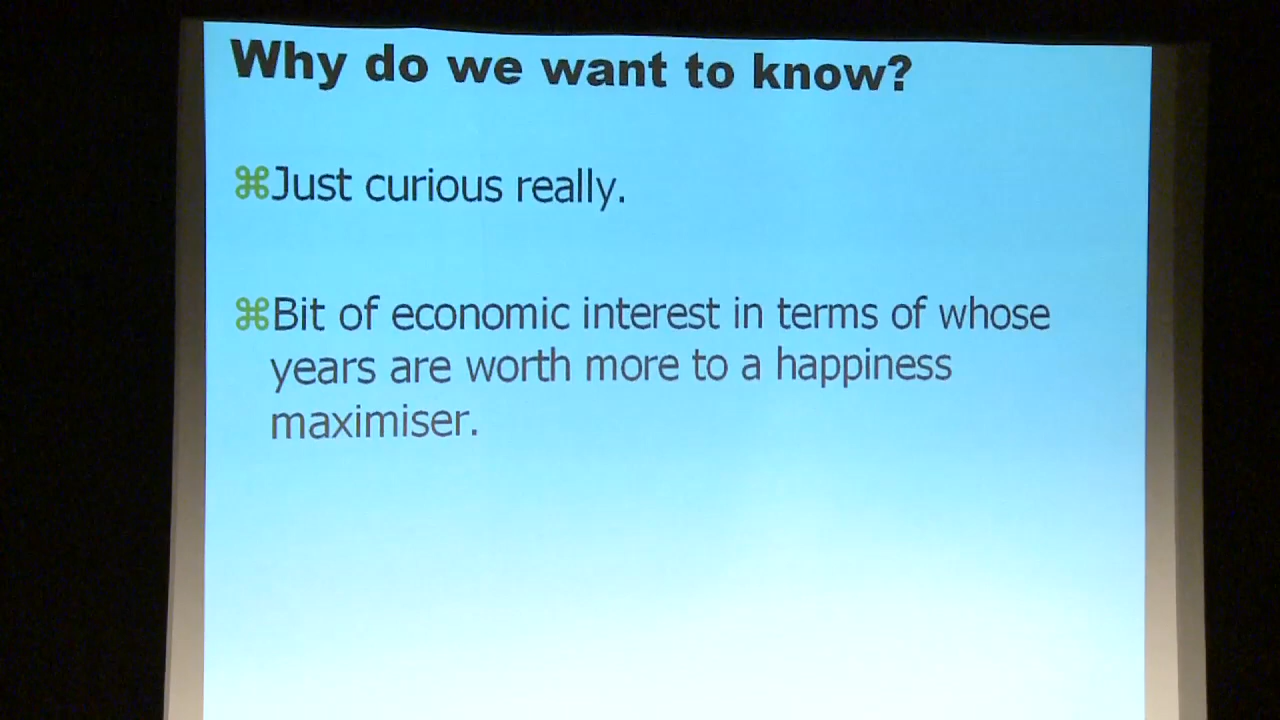 Why do we want to know?
⌘Just curious really.
⌘Bit of economic interest in terms of whose
years are worth more to a happiness
maximiser.